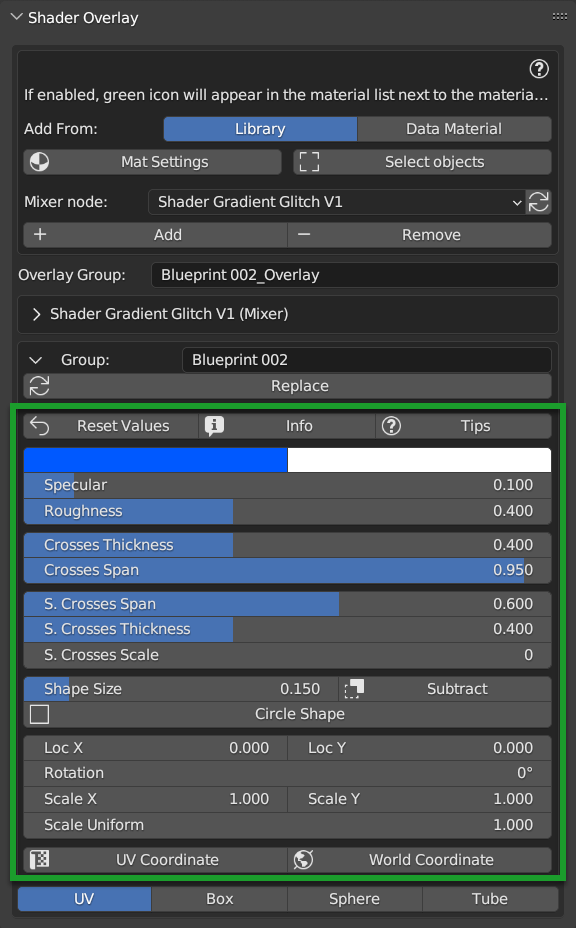 Shader Overlay
If enabled, green icon will appear in the material list next to the materia...
Add From: Library Data Material
Mat Settings Select objects
Mixer node: Shader Gradient Glitch V1
Add Remove
Overlay Group: Blueprint 002_Overlay
Shader Gradient Glitch V1 (Mixer)
Group: Blueprint 002
Replace
Reset Values Info Tips
Specular 0.100
Roughness 0.400
Crosses Thickness 0.400
Crosses Span 0.950
S. Crosses Span 0.600
S. Crosses Thickness 0.400
S. Crosses Scale 0
Shape Size 0.150 Subtract
Circle Shape
Loc X 0.000 Loc Y 0.000
Rotation 0°
Scale X 1.000 Scale Y 1.000
Scale Uniform 1.000
UV Coordinate World Coordinate
UV Box Sphere Tube